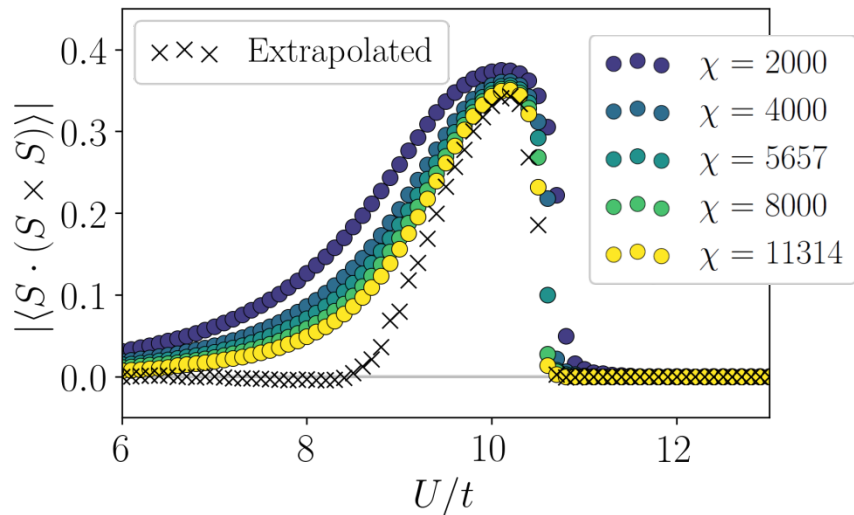 |⟨S · (S × S)⟩|
0.4
0.3
0.2
0.1
0.0
Extrapolated
χ = 2000
χ = 4000
χ = 5657
χ = 8000
χ = 11314
6
8
10
12
U/t